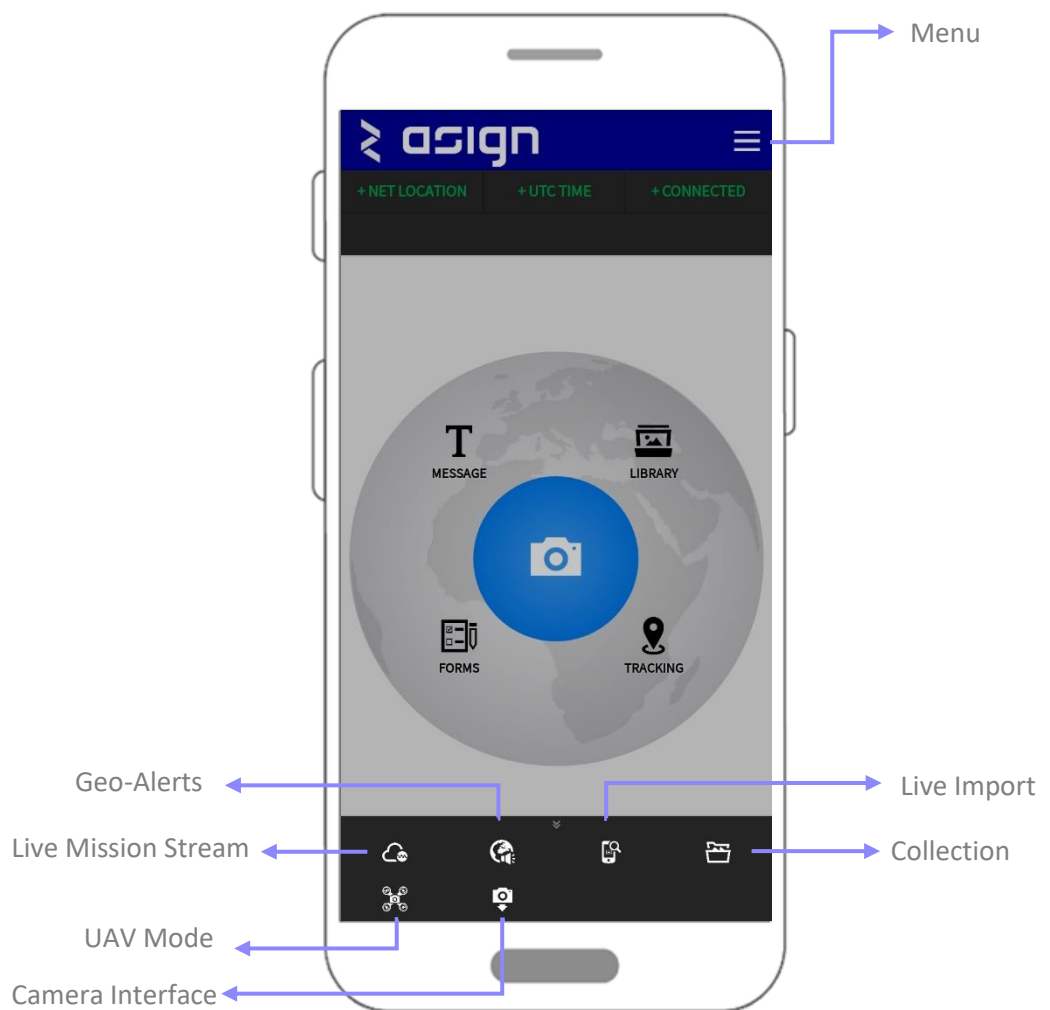 Menu
asign
+ NET LOCATION + UTC TIME + CONNECTED
T
MESSAGE LIBRARY
FORMS TRACKING
Geo-Alerts
Live Import
Live Mission Stream
Collection
UAV Mode
Camera Interface